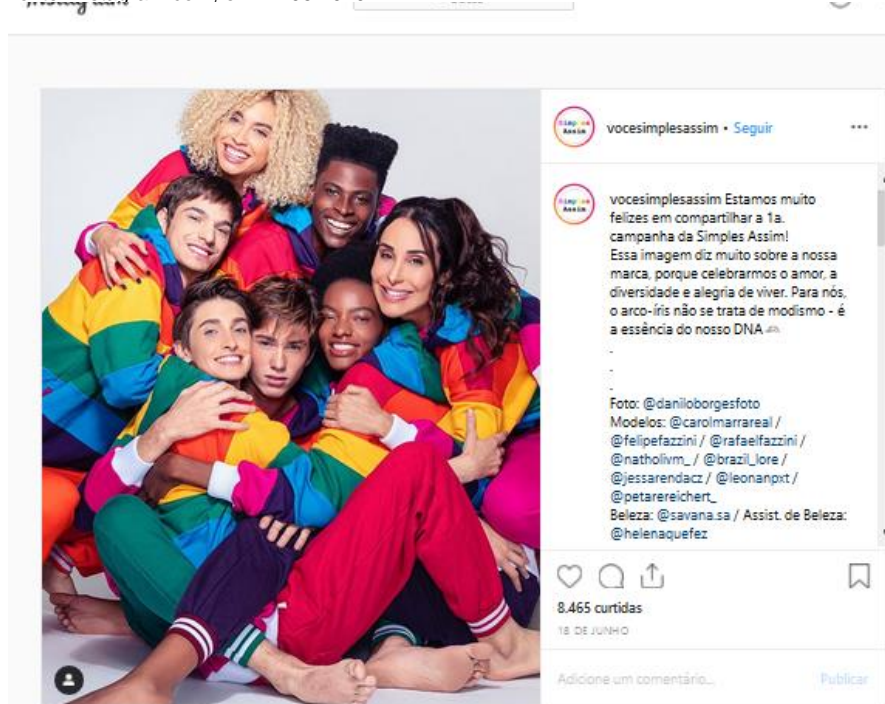 vocesimplesassim • Seguir
Simples
Assim
vocesimplesassim Estamos muito
felizes em compartilhar a 1a.
campanha da Simples Assim!
Essa imagem diz muito sobre a nossa
marca, porque celebrarmos o amor, a
diversidade e alegria de viver. Para nós,
o arco-íris não se trata de modismo - é
a essência do nosso DNA
.
.
.
Foto: @daniloborgesfoto
Modelos: @carolmarrareal /
@felipefazzini / @rafaelfazzini /
@natholivm_ / @brazil_lore /
@jessarendacz / @leonanpxt /
@petarereichert_
Beleza: @savana.sa / Assist. de Beleza:
@helenaquefez
8.465 curtidas
18 DE JUNHO
Adicione um comentário... Publicar